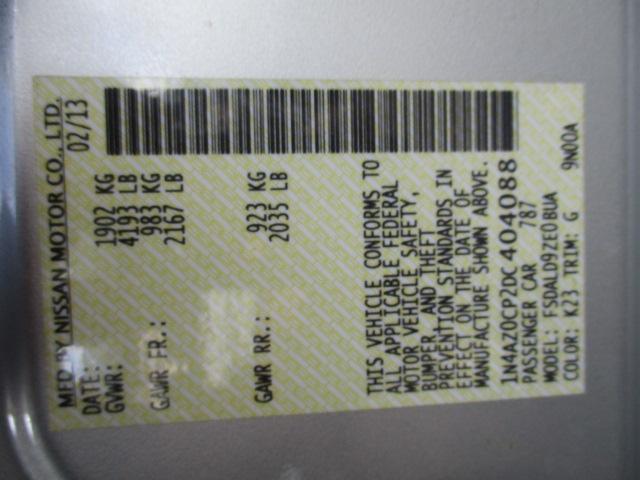 MFD BY NISSAN MOTOR CO., LTD.
DATE: 02/13
GVWR: 1902 KG
4193 LB
GAWR FR.: 983 KG
2167 LB
GAWR RR.: 923 KG
2035 LB
THIS VEHICLE CONFORMS TO
ALL APPLICABLE FEDERAL
MOTOR VEHICLE SAFETY,
BUMPER, AND THEFT
PREVENTION STANDARDS IN
EFFECT ON THE DATE OF
MANUFACTURE SHOWN ABOVE.
1N4AZ0CP2DC404088
PASSENGER CAR 787
MODEL: FSDALD9ZE0BUA
COLOR: K23 TRIM: G 9N00A